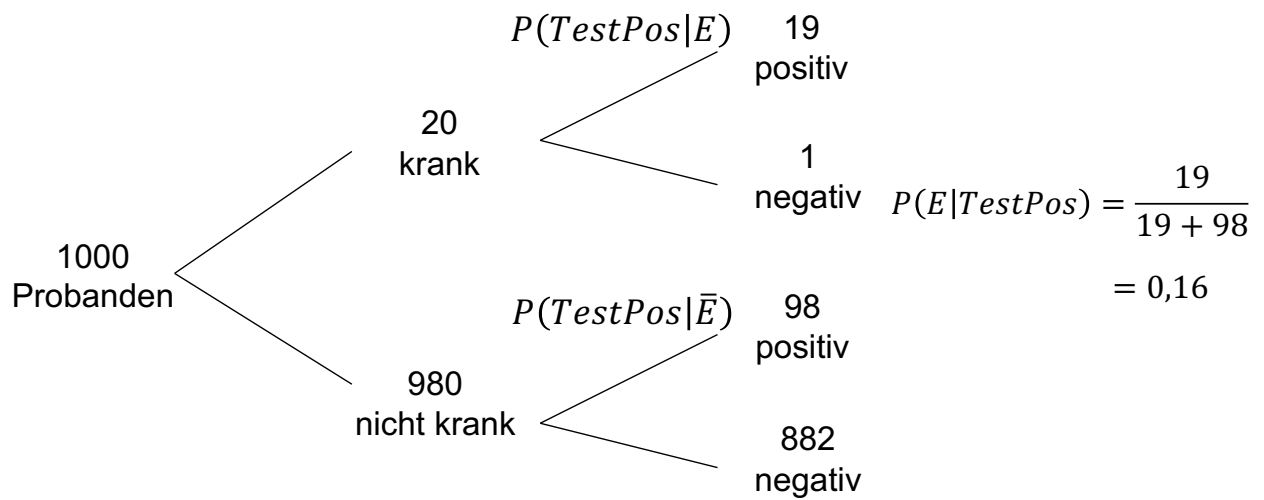 1000
Probanden
20
krank
P(TestPos|E)
19
positiv
1
negativ
980
nicht krank
P(TestPos|Ē)
98
positiv
882
negativ
P(E|TestPos) = 19 / (19 + 98)
= 0,16